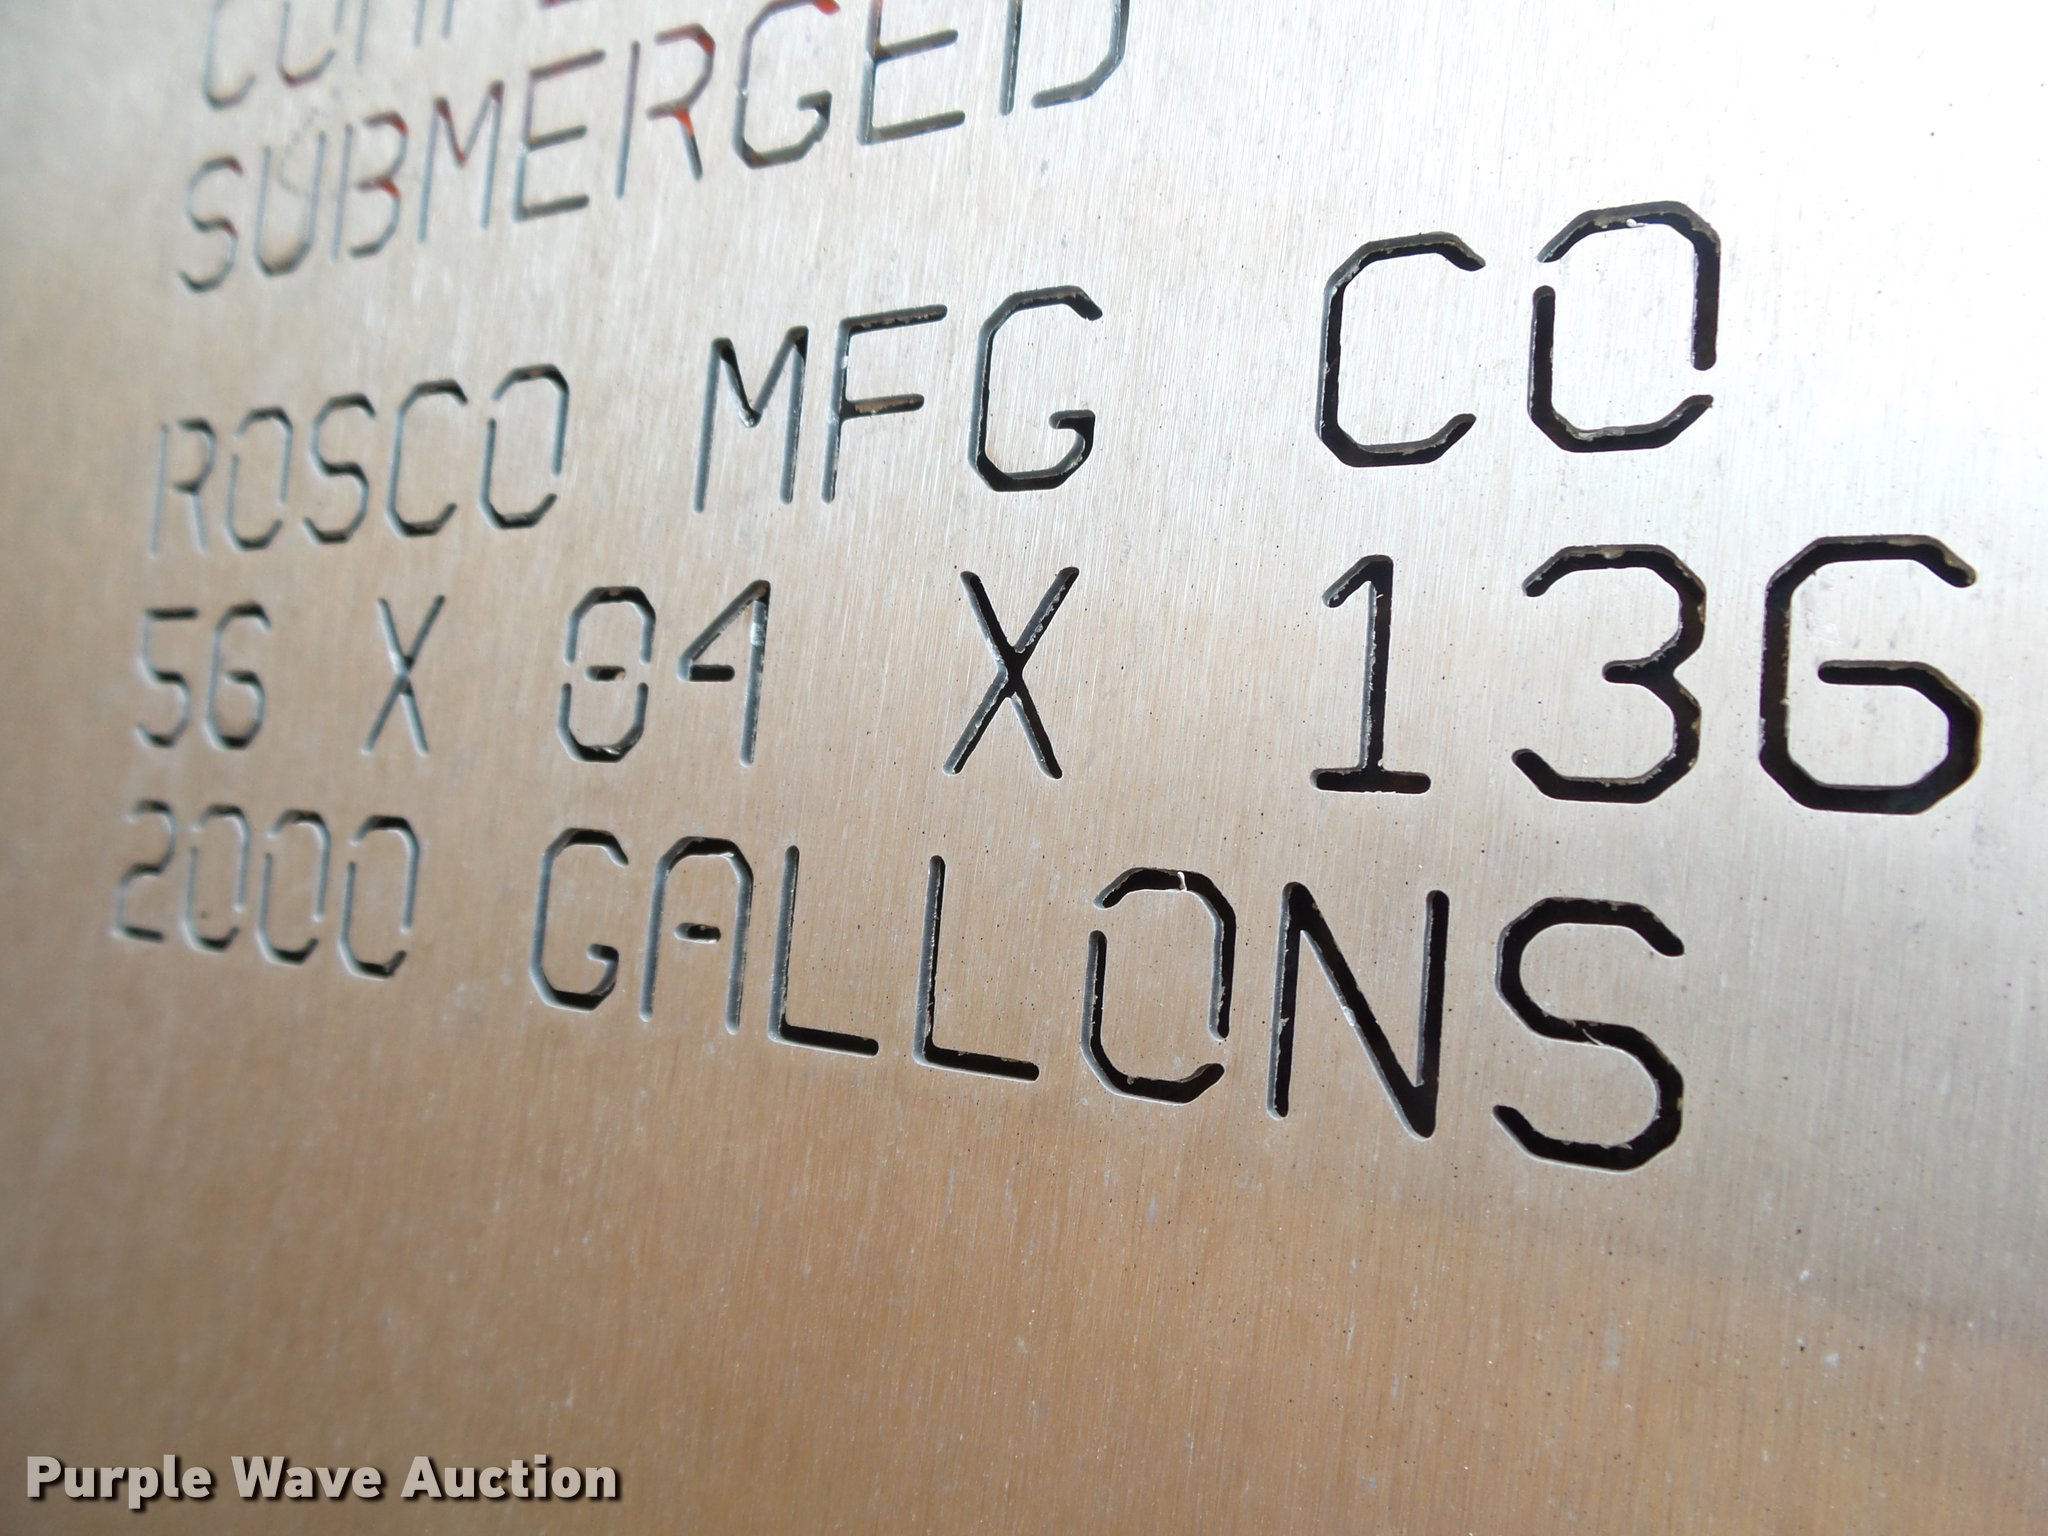 SUBMERGED
ROSCO MFG CO
56 X 84 X 136
2000 GALLONS
Purple Wave Auction